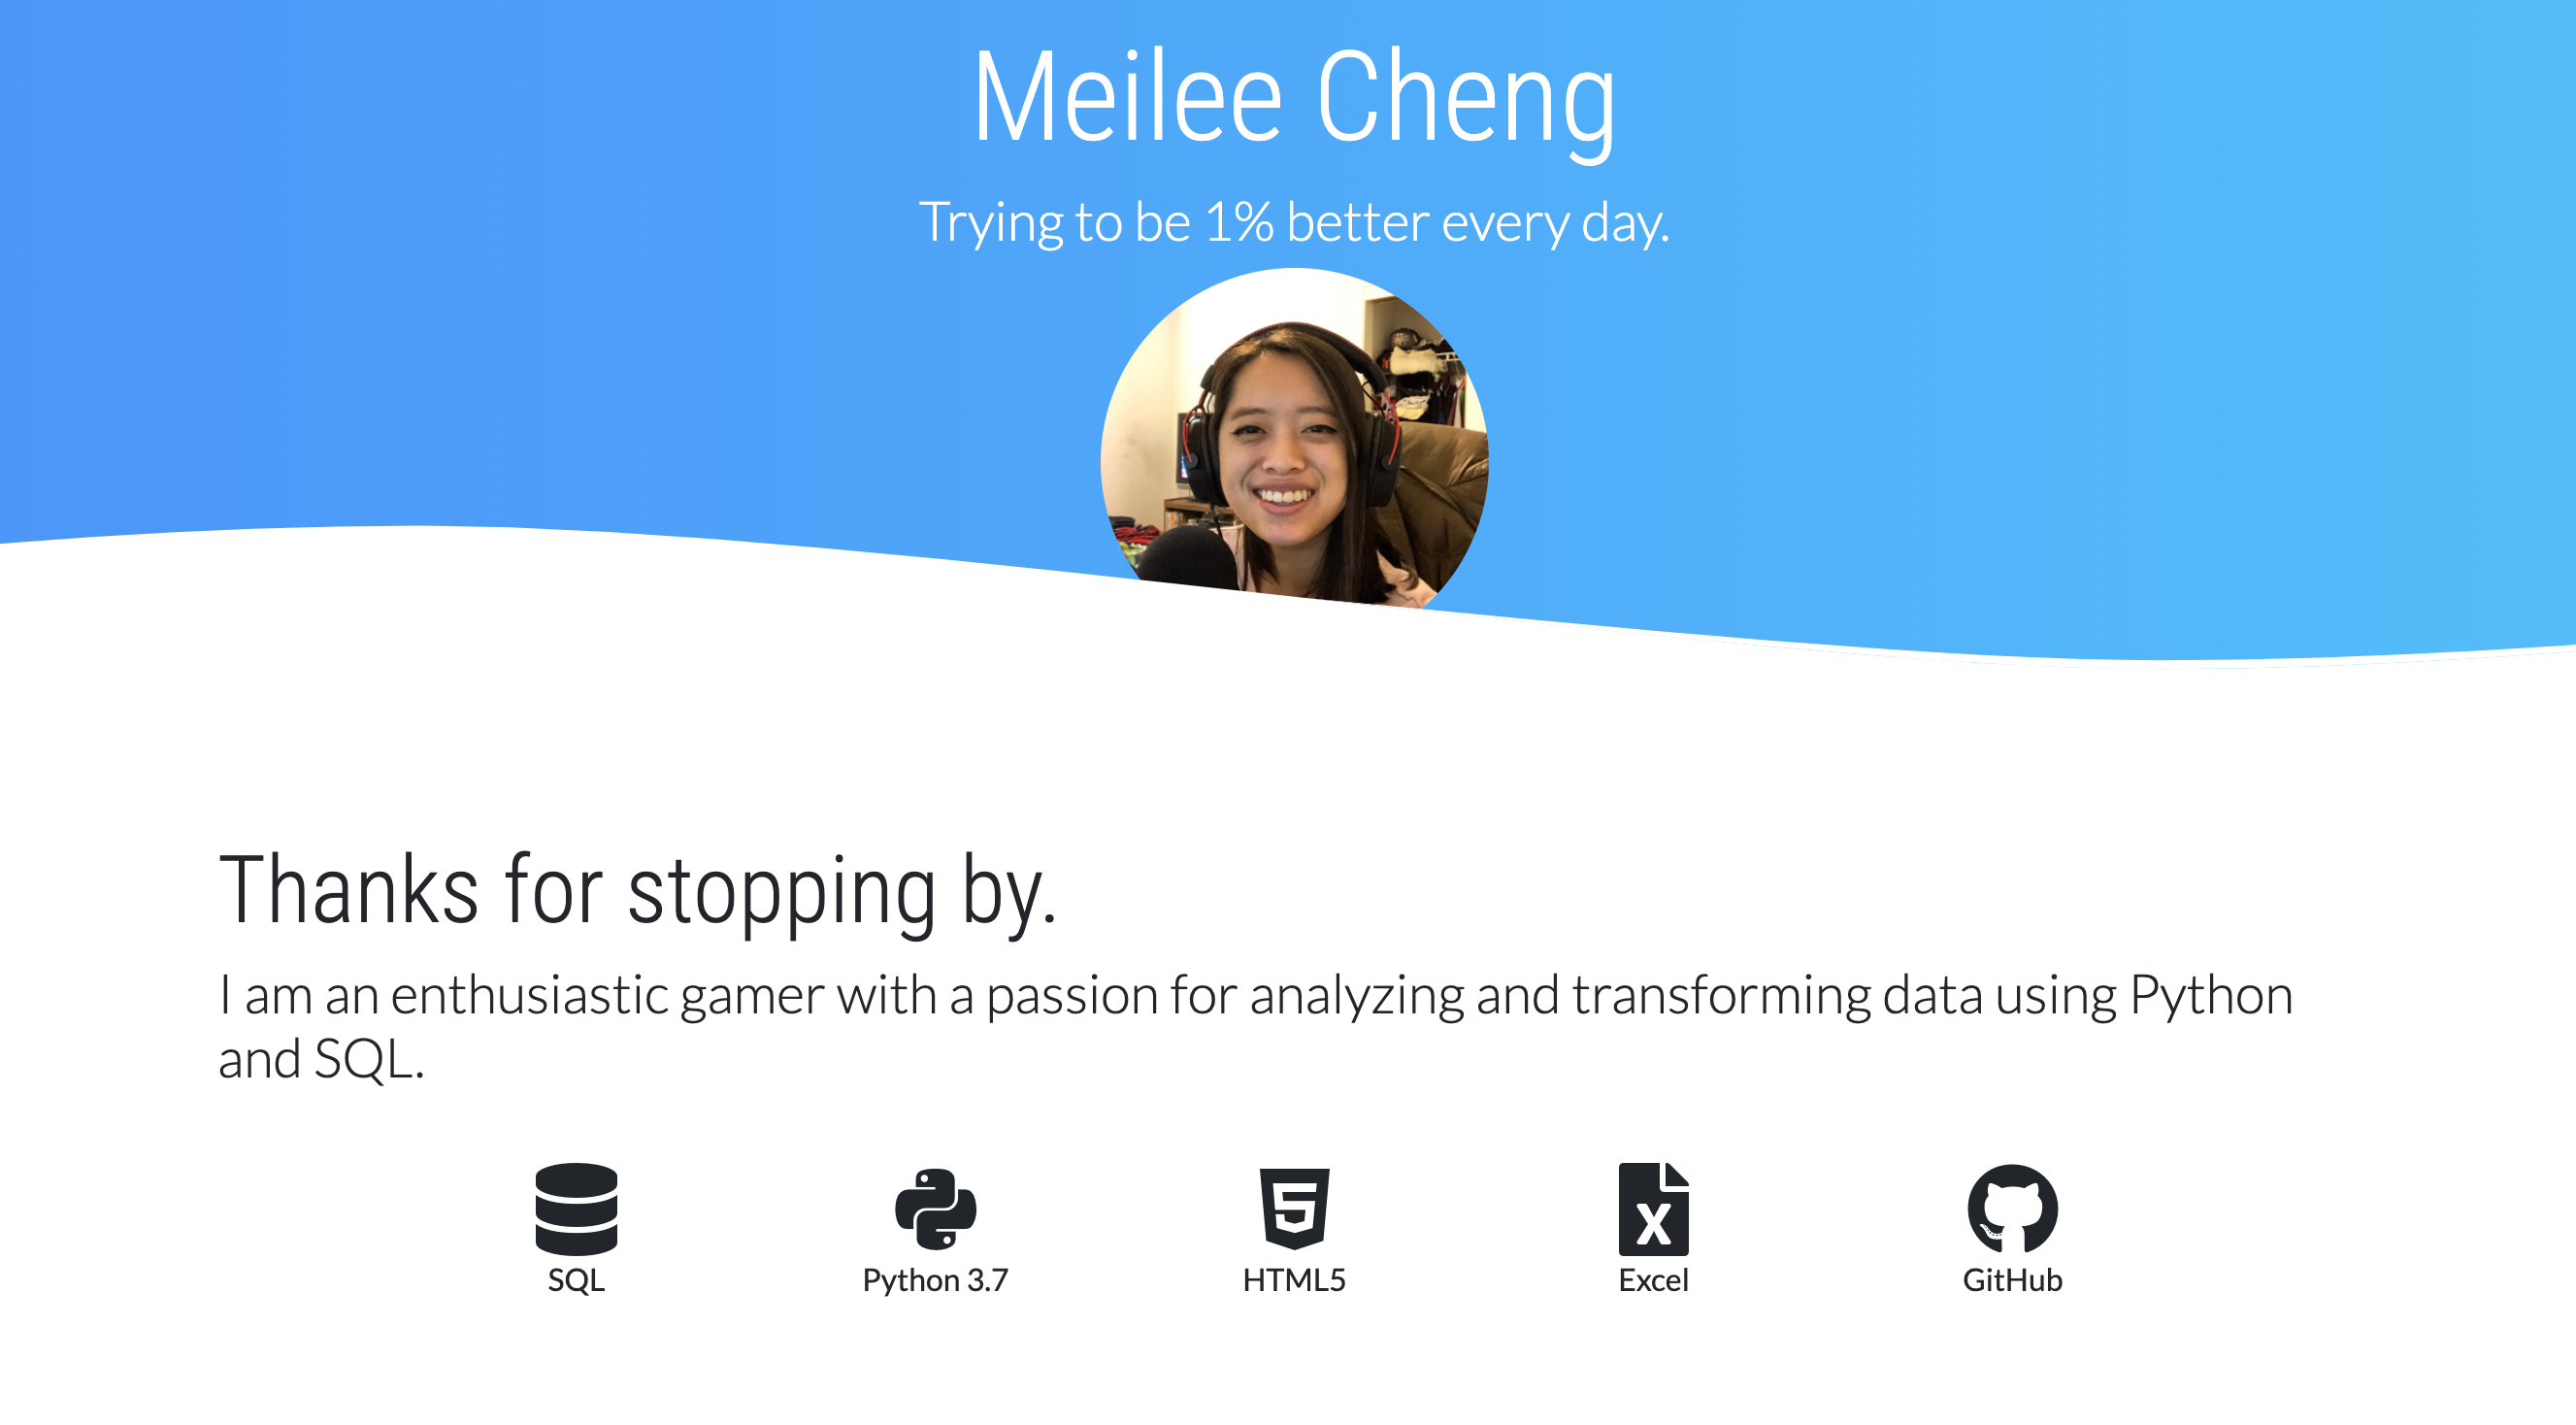 Meilee Cheng
Trying to be 1% better every day.
Thanks for stopping by.
I am an enthusiastic gamer with a passion for analyzing and transforming data using Python
and SQL.
SQL
Python 3.7
HTML5
Excel
GitHub